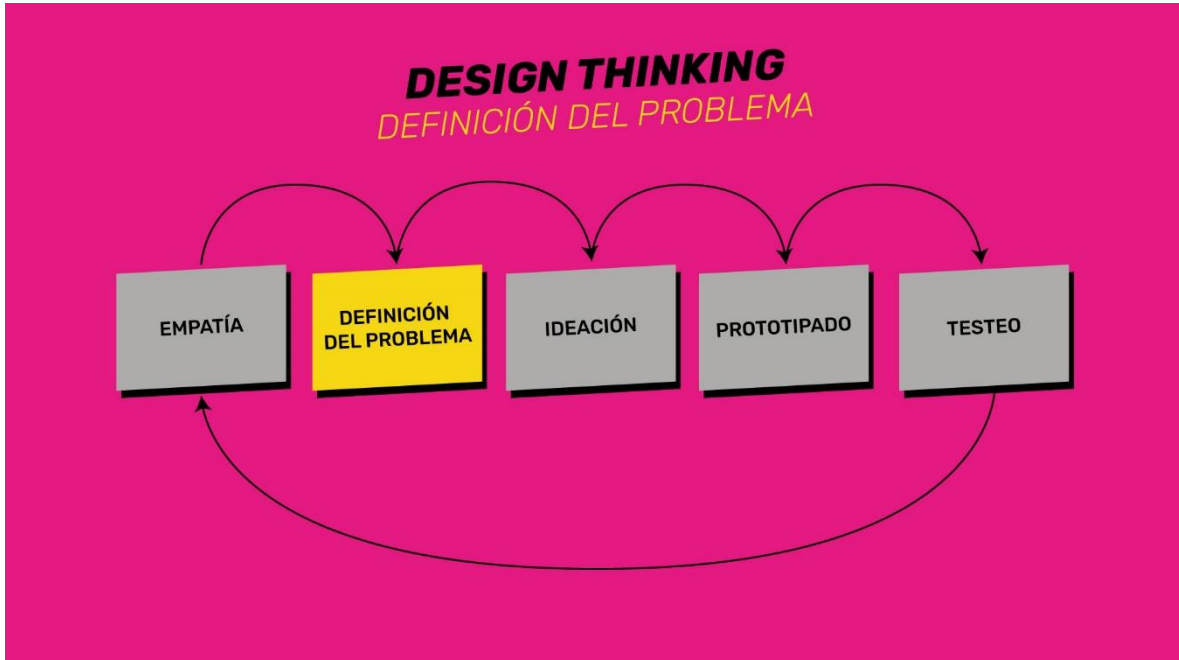 DESIGN THINKING
DEFINICIÓN DEL PROBLEMA
EMPATÍA
DEFINICIÓN
DEL PROBLEMA
IDEACIÓN
PROTOTIPADO
TESTEO